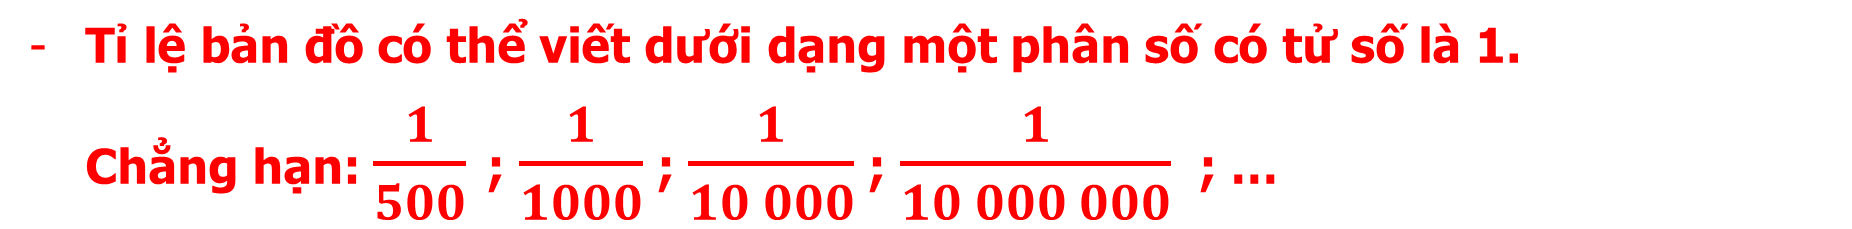 - Tỉ lệ bản đồ có thể viết dưới dạng một phân số có tử số là 1.
Chẳng hạn: 1/500 ; 1/1000 ; 1/10 000 ; 1/10 000 000 ; ...